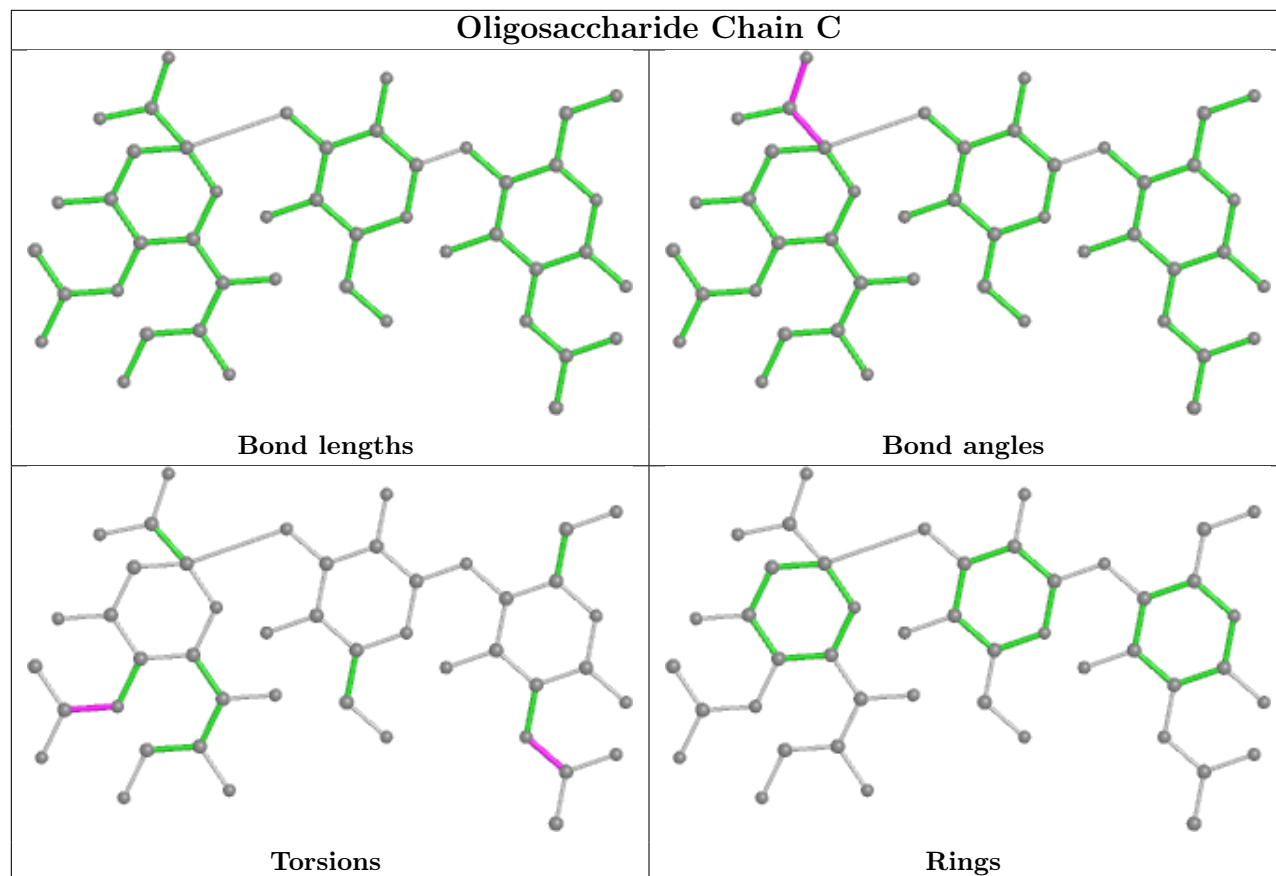 Oligosaccharide Chain C
Bond lengths
Bond angles
Torsions
Rings